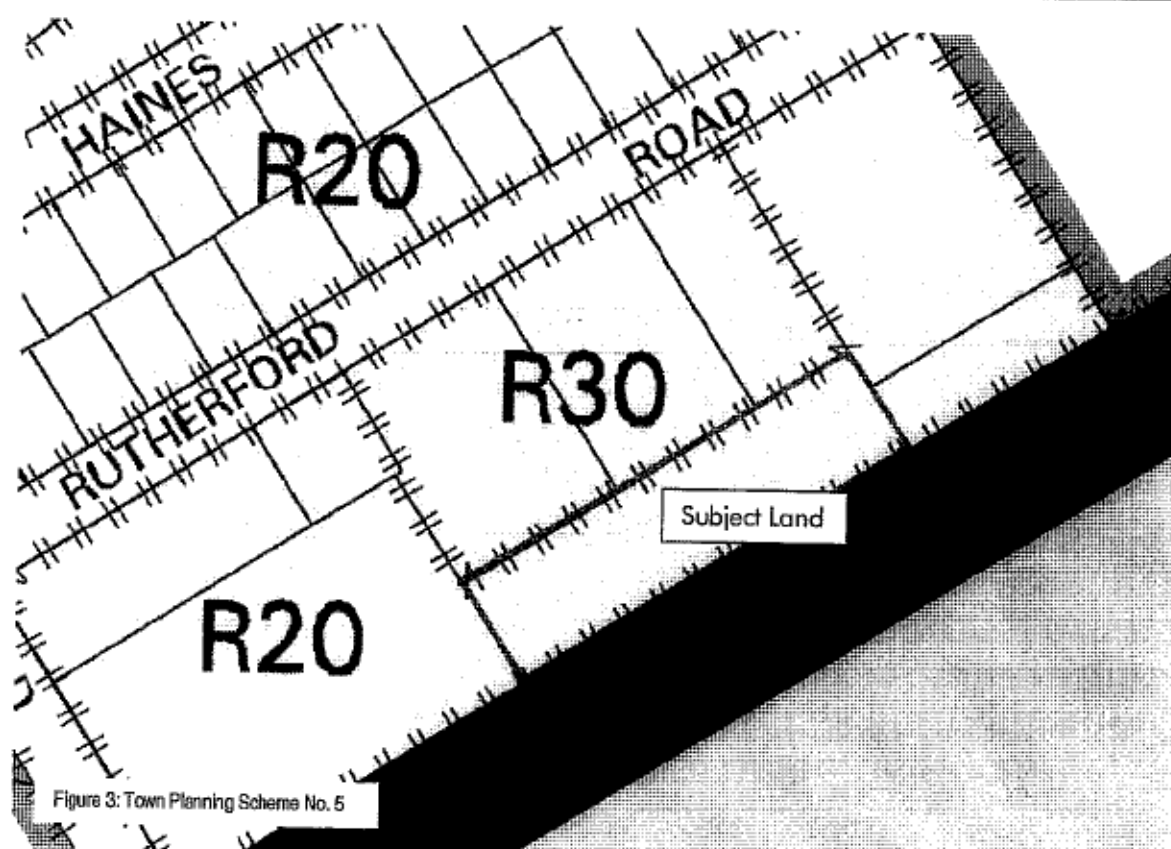 HAINES
R20
ROAD
RUTHERFORD
R30
Subject Land
R20
Figure 3: Town Planning Scheme No. 5